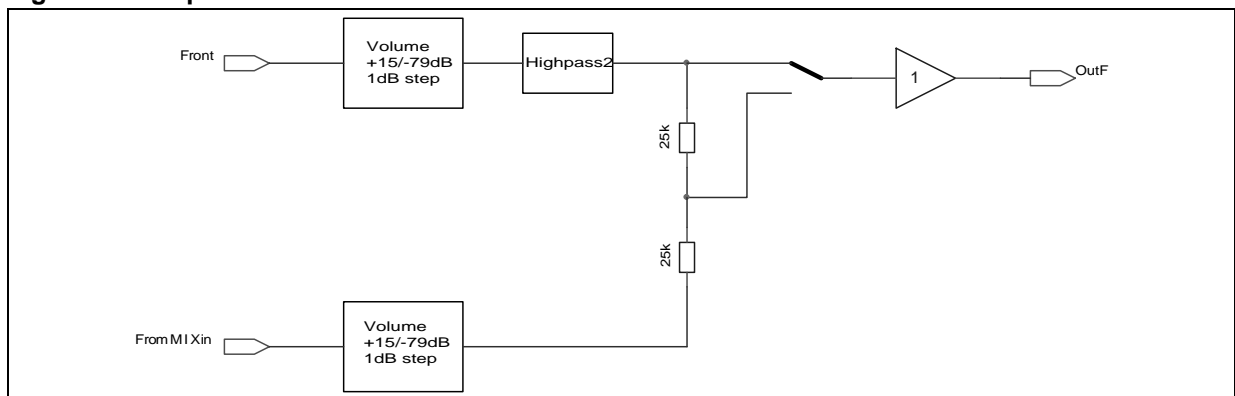 Front
Volume
+15/-79dB
1dB step
Highpass2
1
OutF
25k
25k
From MIXin
Volume
+15/-79dB
1dB step